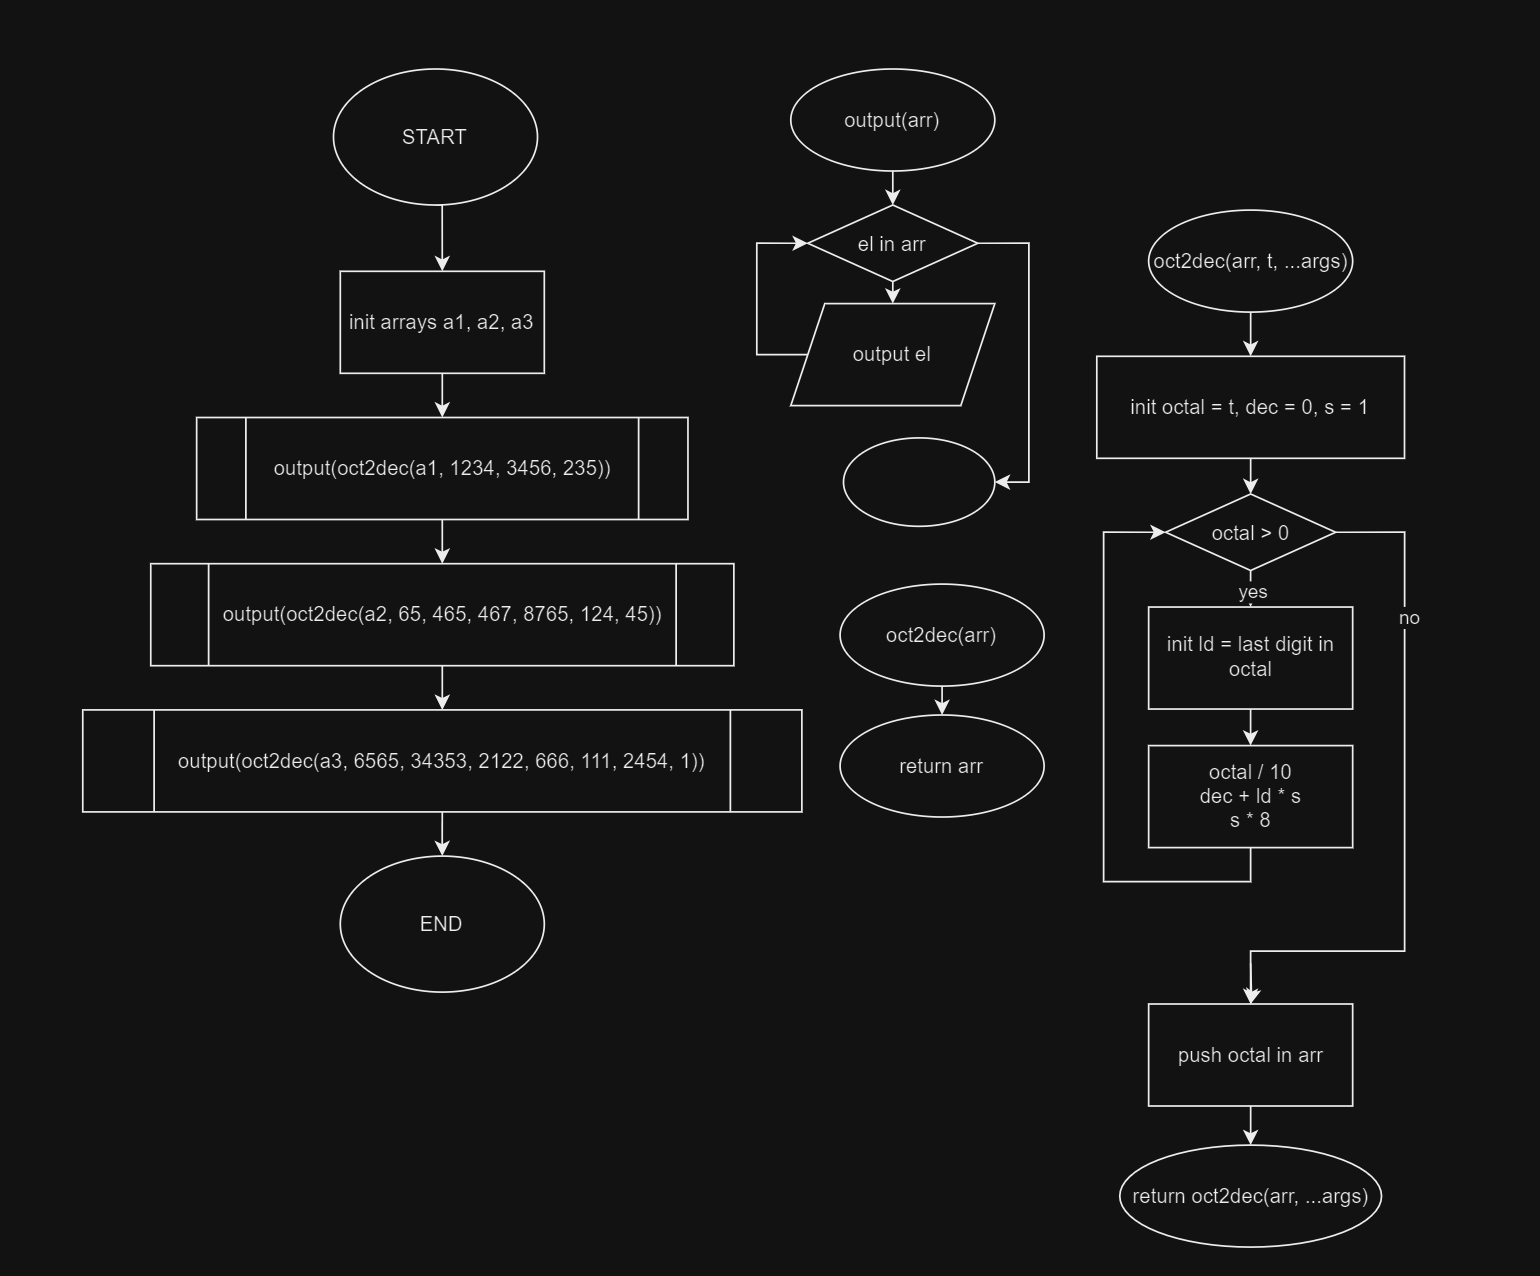 START
init arrays a1, a2, a3
output(oct2dec(a1, 1234, 3456, 235))
output(oct2dec(a2, 65, 465, 467, 8765, 124, 45))
output(oct2dec(a3, 6565, 34353, 2122, 666, 111, 2454, 1))
END
output(arr)
el in arr
output el
oct2dec(arr)
return arr
oct2dec(arr, t, ...args)
init octal = t, dec = 0, s = 1
octal > 0
yes
no
init ld = last digit in
octal
octal / 10
dec + ld * s
s * 8
push octal in arr
return oct2dec(arr, ...args)